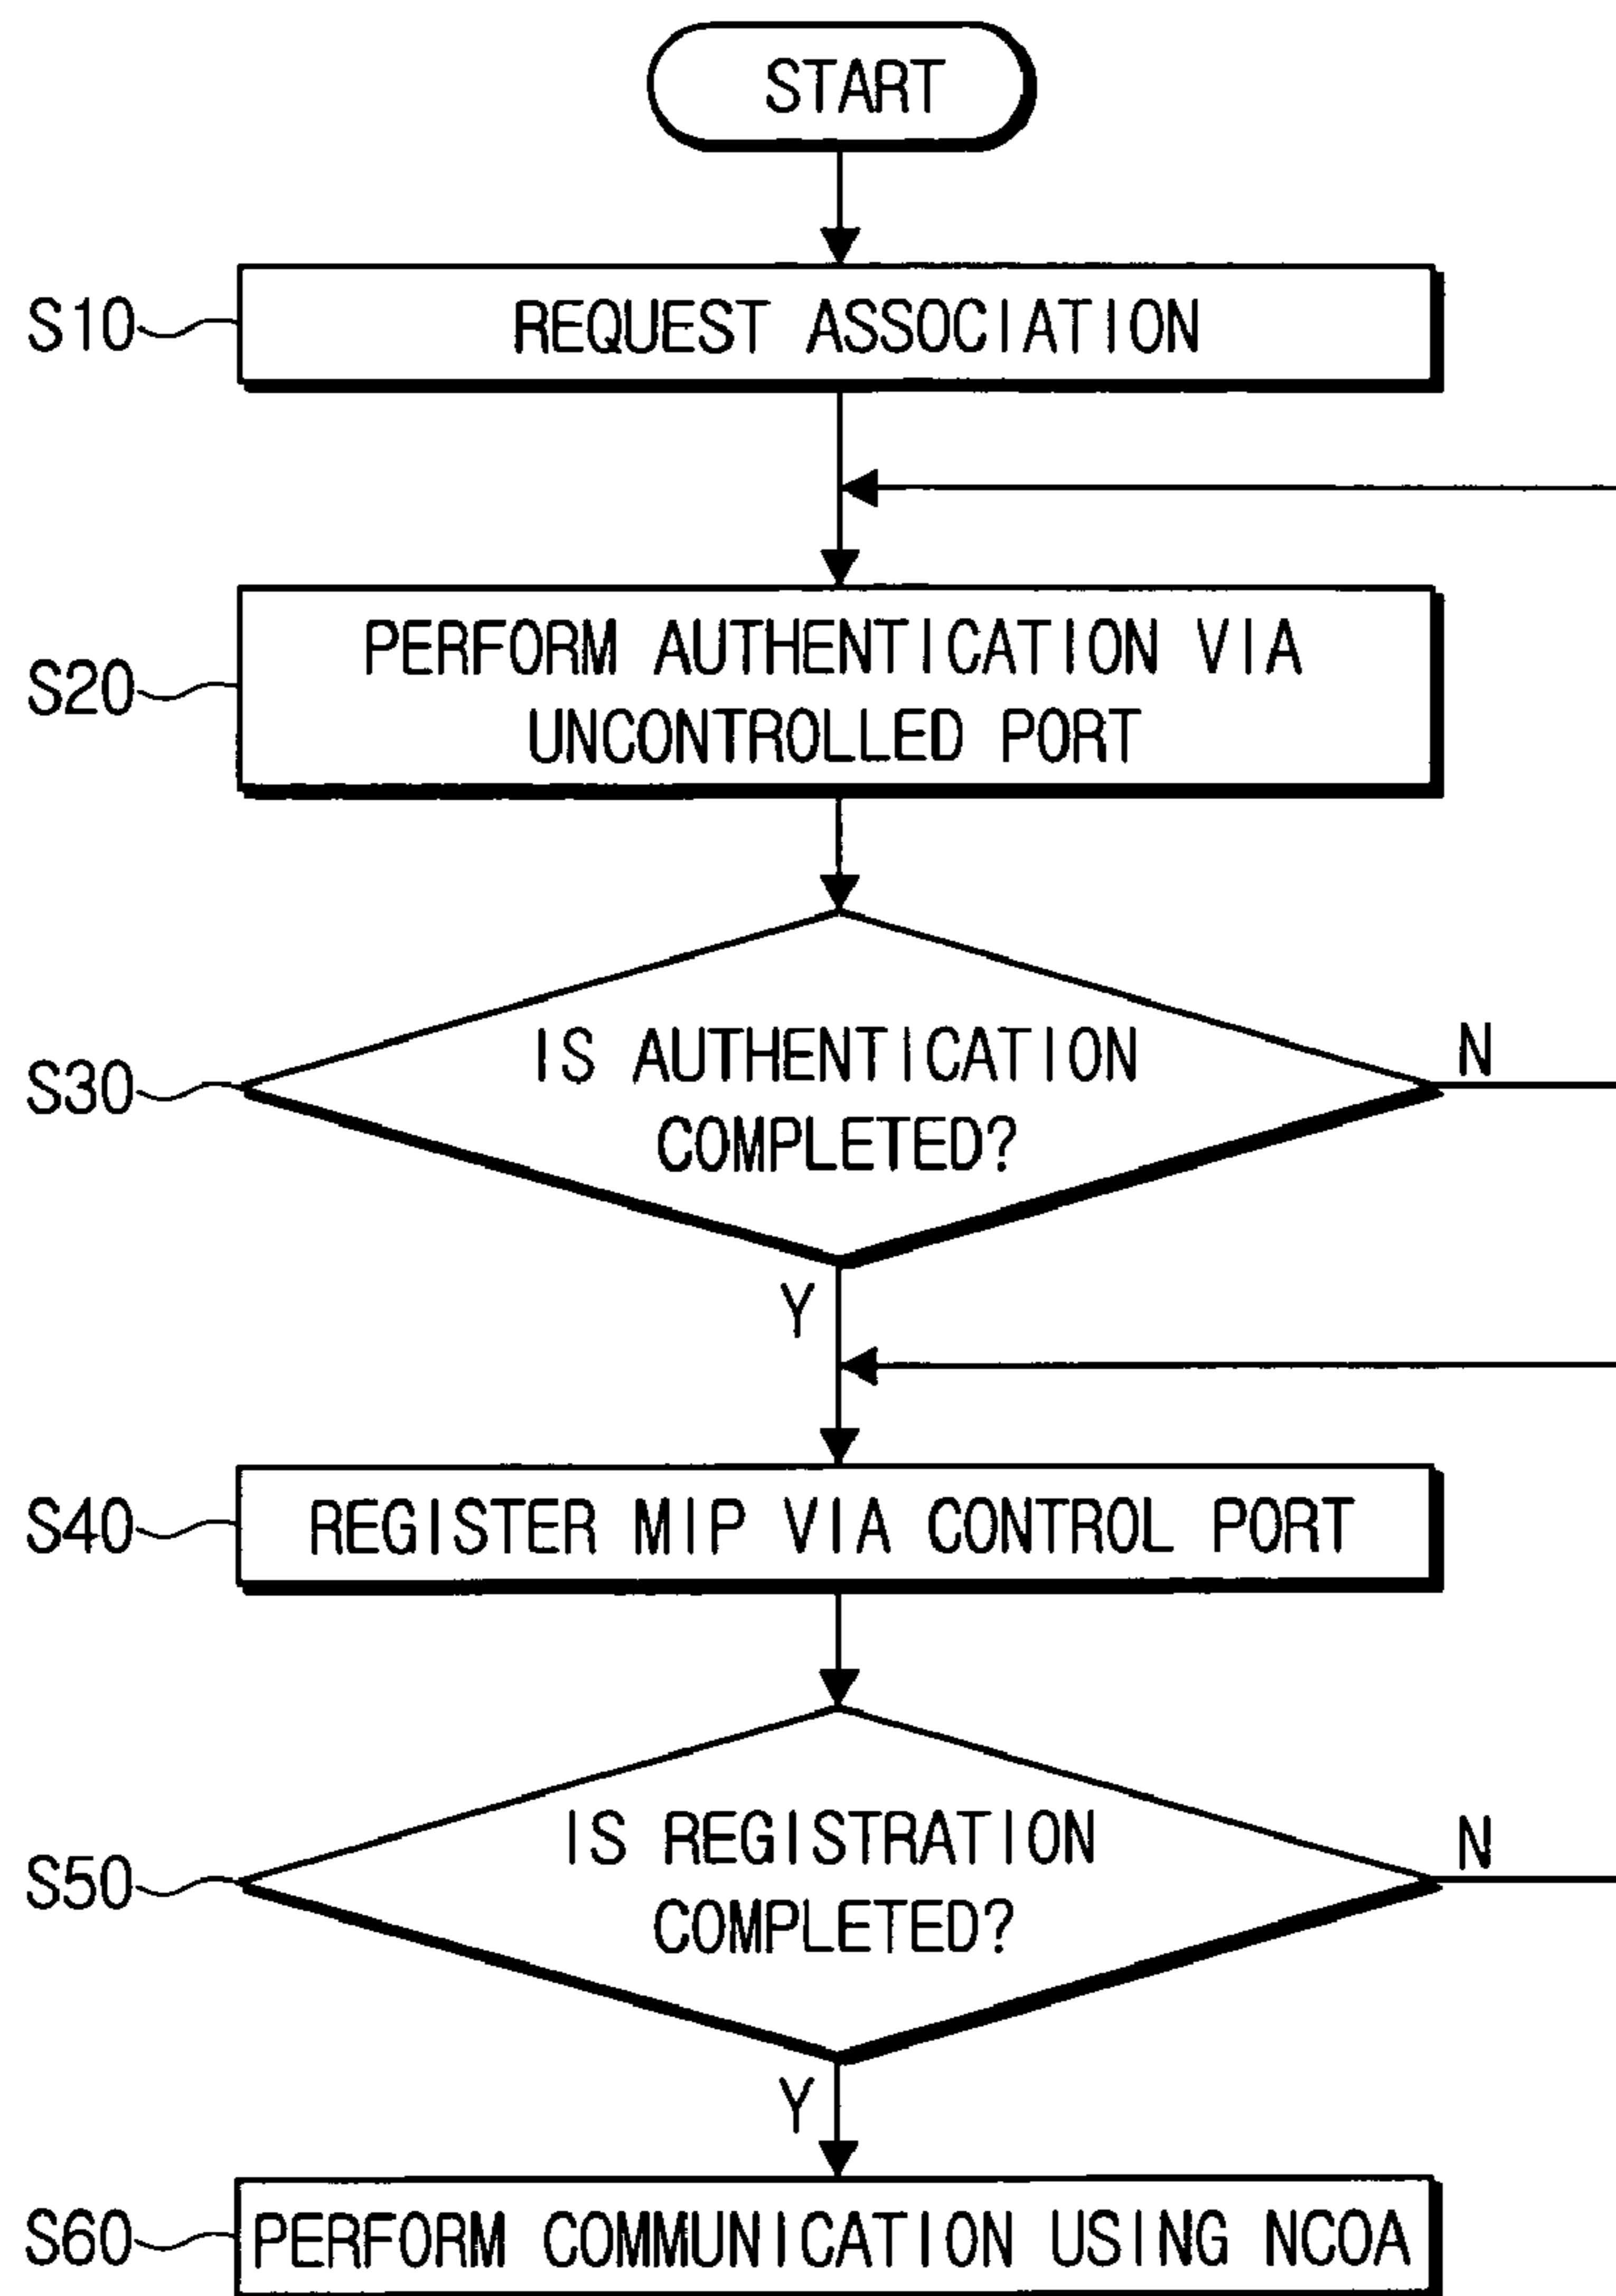 START
S10
REQUEST ASSOCIATION
S20
PERFORM AUTHENTICATION VIA
UNCONTROLLED PORT
S30
IS AUTHENTICATION
COMPLETED?
N
Y
S40
REGISTER MIP VIA CONTROL PORT
S50
IS REGISTRATION
COMPLETED?
N
Y
S60
PERFORM COMMUNICATION USING NCOA